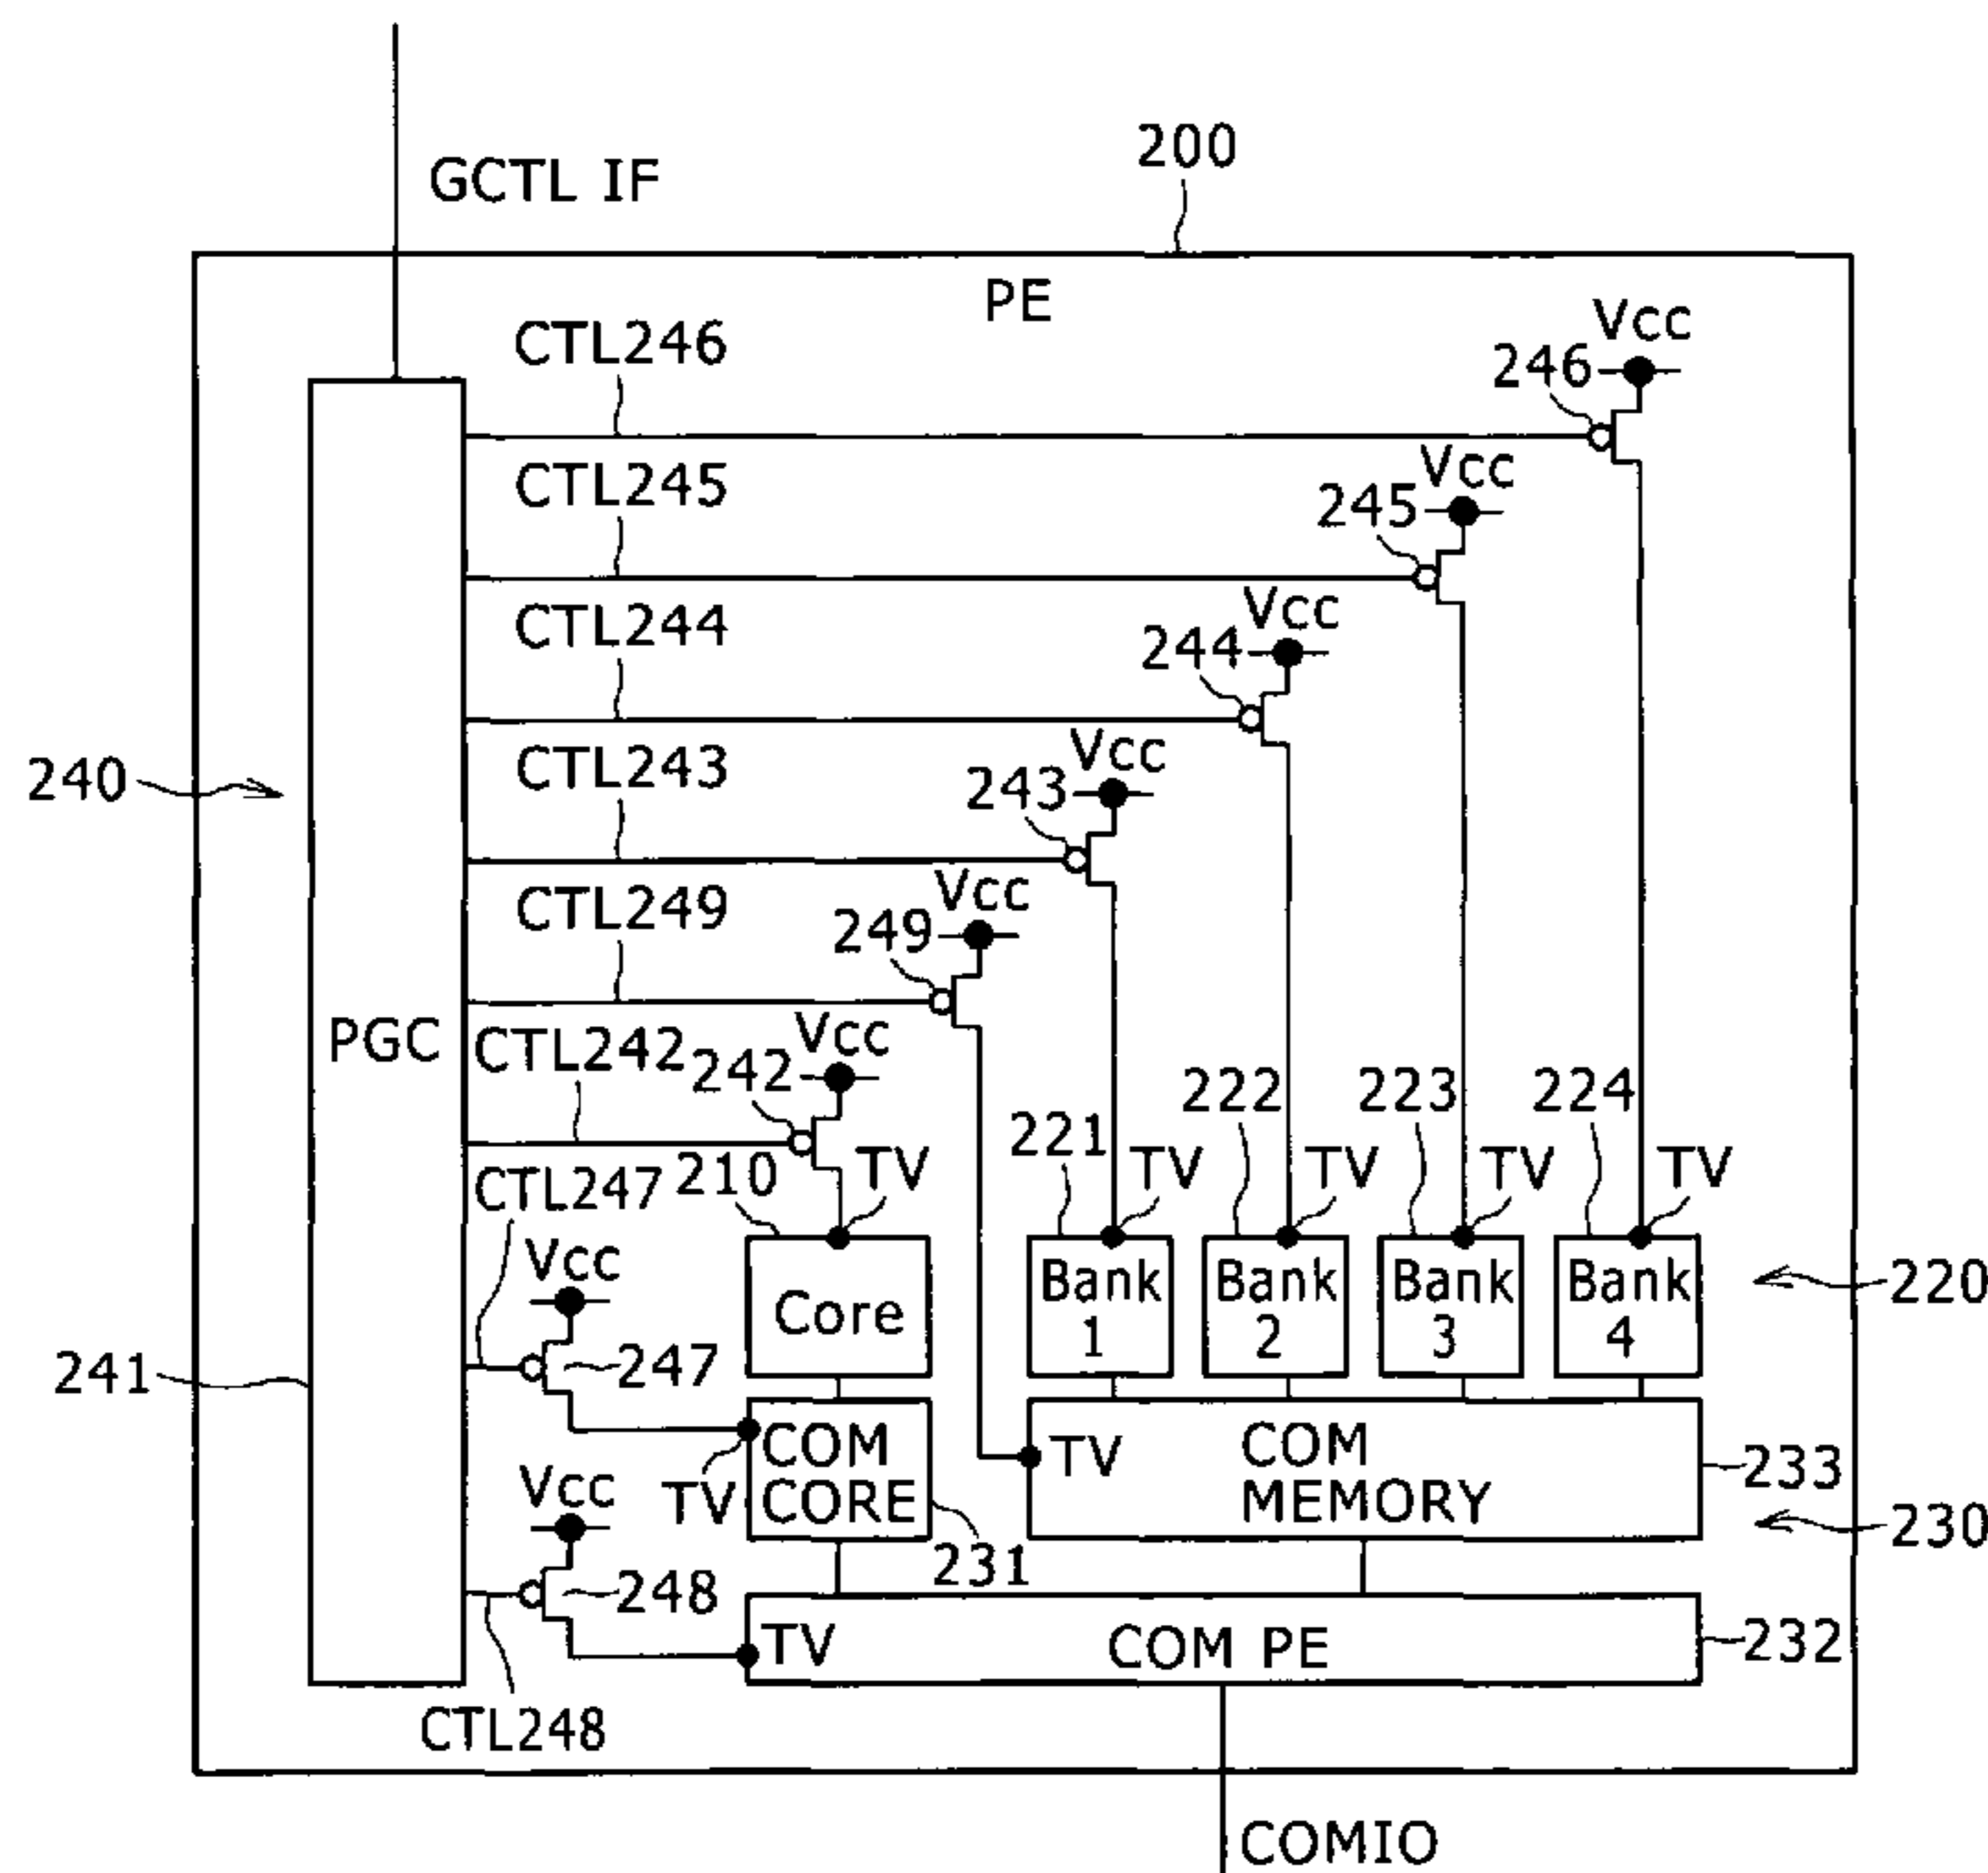 200
GCTL IF
PE
Vcc
CTL246
246
Vcc
CTL245
245
Vcc
CTL244
244
Vcc
CTL243
243
240
Vcc
CTL249
249
Vcc
PGC
CTL242
242
222
223
224
221
210
TV
TV
TV
TV
TV
CTL247
Vcc
Core
Bank
1
Bank
2
Bank
3
Bank
4
220
241
247
COM
CORE
TV
TV
COM
MEMORY
233
Vcc
230
231
248
TV
COM PE
232
CTL248
COMIO